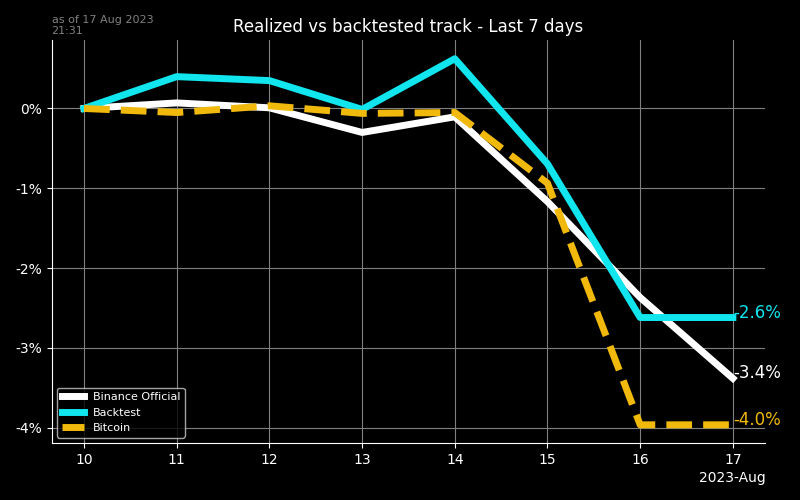 as of 17 Aug 2023
21:31
Realized vs backtested track - Last 7 days
0%
-1%
-2%
-3%
-4%
-2.6%
-3.4%
-4.0%
Binance Official
Backtest
Bitcoin
10 11 12 13 14 15 16 17
2023-Aug